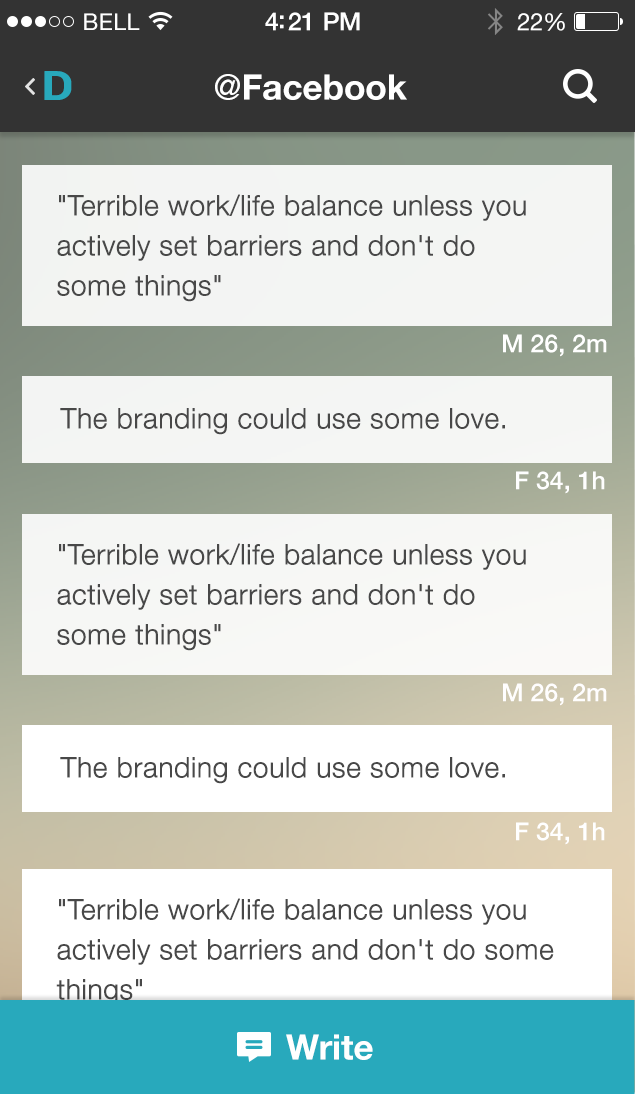 BELL 4:21 PM 22%
D @Facebook
"Terrible work/life balance unless you
actively set barriers and don't do
some things"
M 26, 2m
The branding could use some love.
F 34, 1h
"Terrible work/life balance unless you
actively set barriers and don't do
some things"
M 26, 2m
The branding could use some love.
F 34, 1h
"Terrible work/life balance unless you
actively set barriers and don't do some
things"
Write